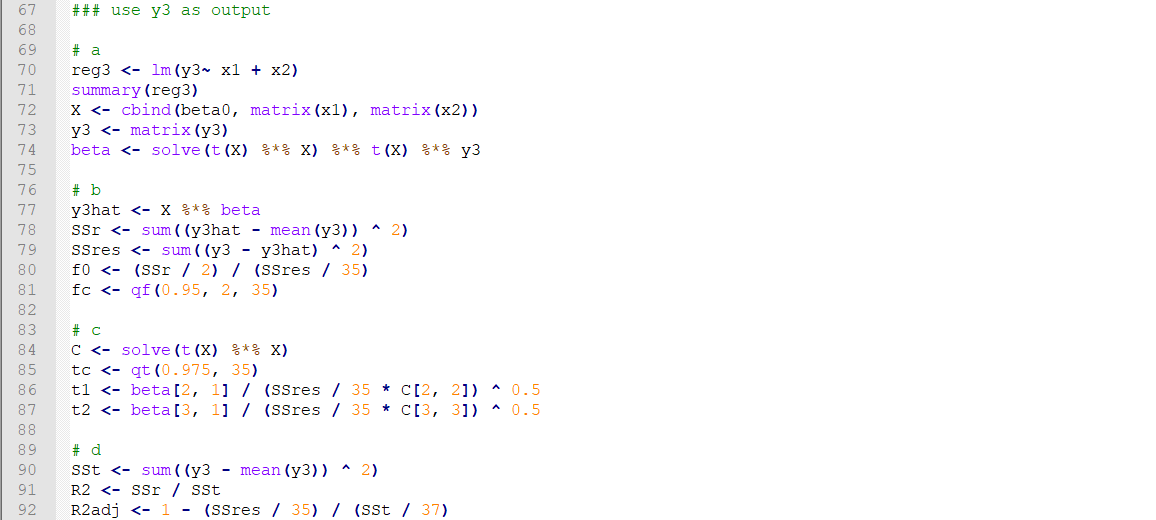 67 ### use y3 as output
68
69 # a
70 reg3 <- lm(y3~ x1 + x2)
71 summary(reg3)
72 X <- cbind(beta0, matrix(x1), matrix(x2))
73 y3 <- matrix(y3)
74 beta <- solve(t(X) %*% X) %*% t(X) %*% y3
75
76 # b
77 y3hat <- X %*% beta
78 SSr <- sum((y3hat - mean(y3)) ^ 2)
79 SSres <- sum((y3 - y3hat) ^ 2)
80 f0 <- (SSr / 2) / (SSres / 35)
81 fc <- qf(0.95, 2, 35)
82
83 # c
84 C <- solve(t(X) %*% X)
85 tc <- qt(0.975, 35)
86 t1 <- beta[2, 1] / (SSres / 35 * C[2, 2]) ^ 0.5
87 t2 <- beta[3, 1] / (SSres / 35 * C[3, 3]) ^ 0.5
88
89 # d
90 SSt <- sum((y3 - mean(y3)) ^ 2)
91 R2 <- SSr / SSt
92 R2adj <- 1 - (SSres / 35) / (SSt / 37)